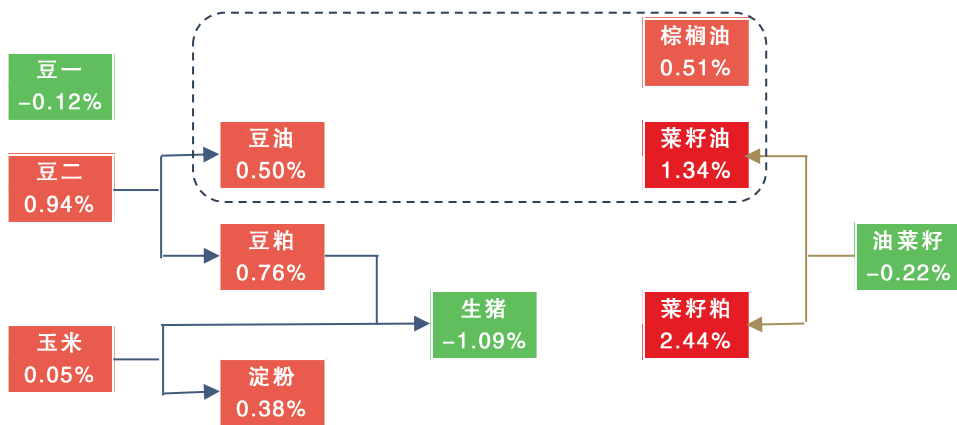 棕榈油
0.51%
豆一
-0.12%
豆油
0.50%
菜籽油
1.34%
豆二
0.94%
豆粕
0.76%
油菜籽
-0.22%
生猪
-1.09%
菜籽粕
2.44%
玉米
0.05%
淀粉
0.38%